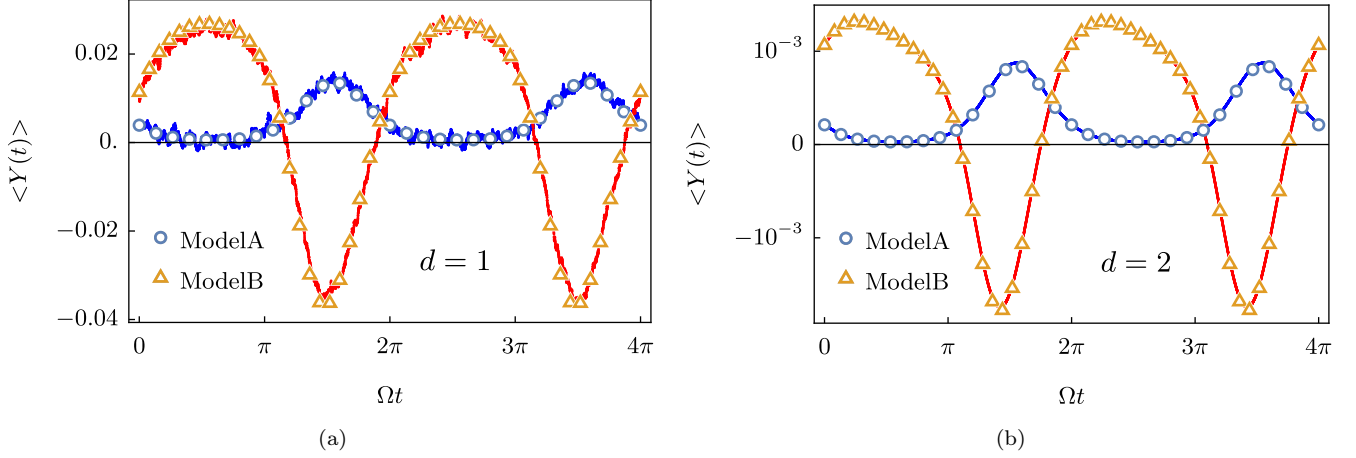 0.02
0.
−0.02
−0.04
<Y(t)>
ModelA
ModelB
d = 1
0
π
2π
3π
4π
Ωt
(a)
10⁻³
0
−10⁻³
<Y(t)>
ModelA
ModelB
d = 2
0
π
2π
3π
4π
Ωt
(b)